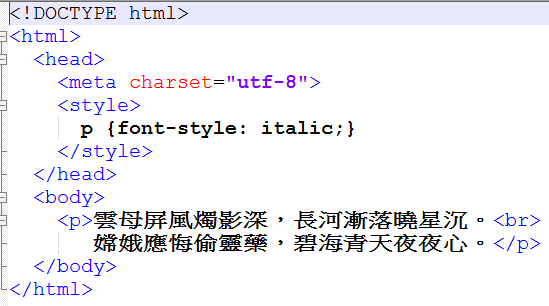 <!DOCTYPE html>
<html>
<head>
<meta charset="utf-8">
<style>
p {font-style: italic;}
</style>
</head>
<body>
<p>雲母屏風燭影深，長河漸落曉星沉。<br>
嫦娥應悔偷靈藥，碧海青天夜夜心。</p>
</body>
</html>